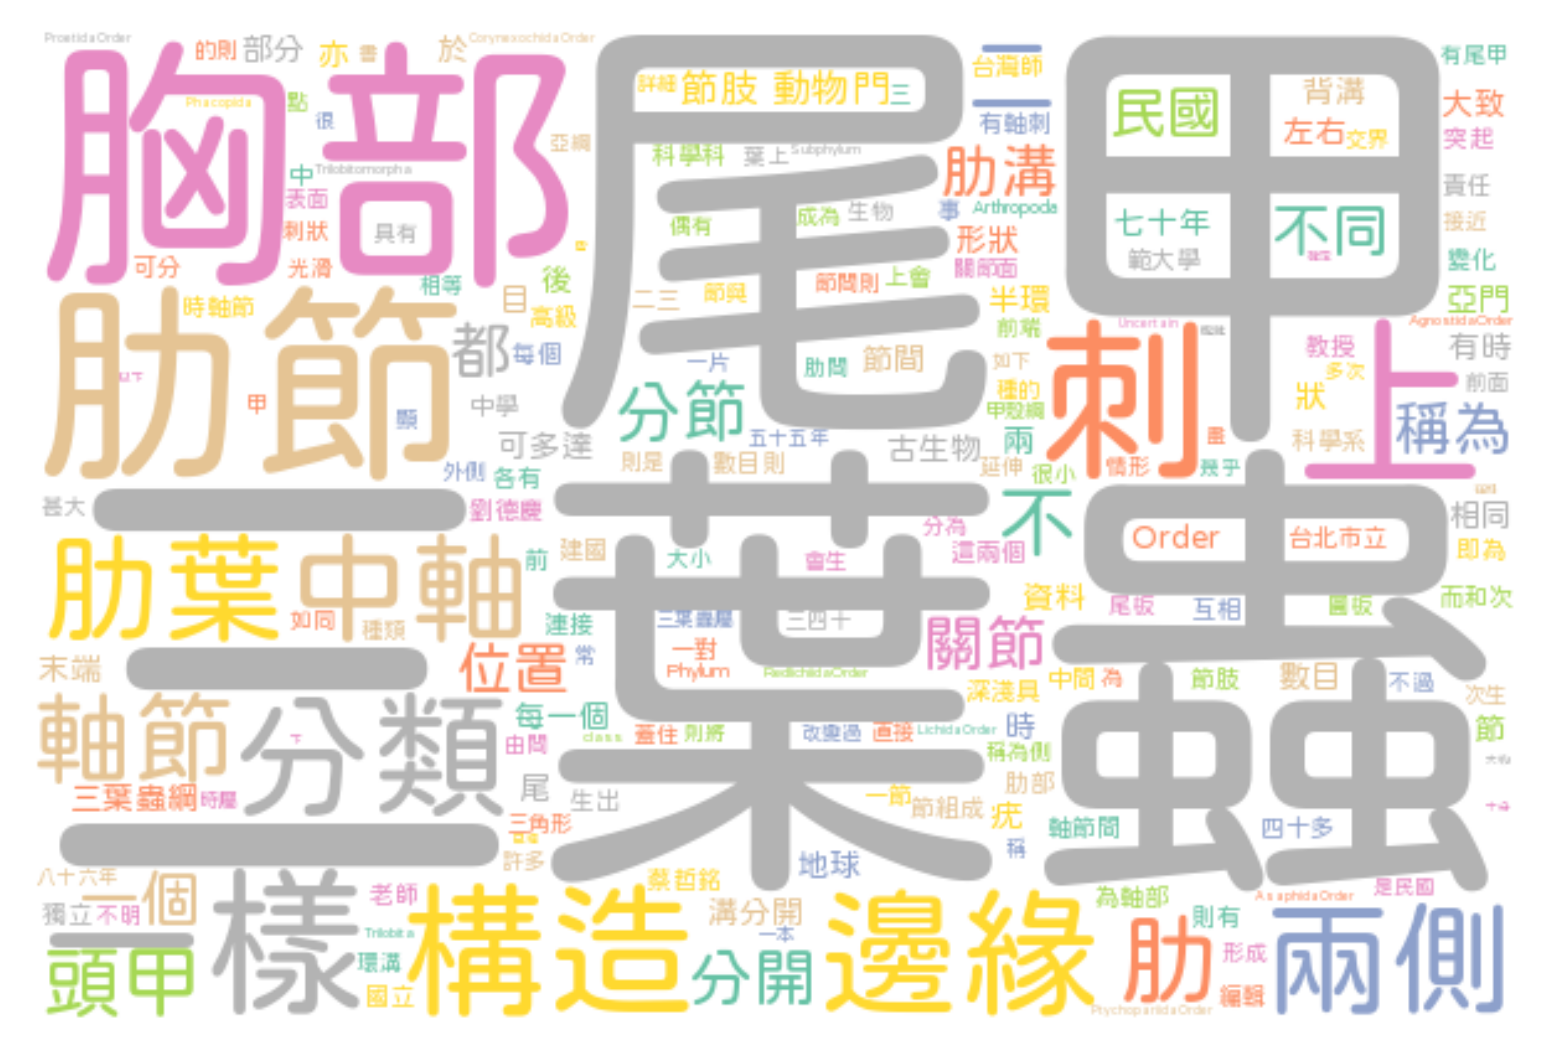 ProetidaOrder
的則
部分
亦
書
於
CorynexochidaOrder
胸部
尾甲
詳細
節肢
動物門
三
一
台灣師
民國
背溝
有尾甲
Phacopida
點
很
大致
左右
交界
突起
亞綱
科學科
葉上
Subphylum
一
有軸刺
肋溝
中
Trilobitomorpha
表面
責任
偶有
成為
生物
事
Arthropoda
七十年
不同
接近
刺狀
具有
形狀
範大學
變化
可分
光滑
相等
後
節間則
上會
關節面
時軸節
目
高級
二三
節與
半環
亞門
肋節
都
每個
前端
Uncertain
AgnostidaOrder
教授
有時
一片
肋間
節間
如下
刺
上
多次
前面
甲
顯
中學
分節
種的
甲殼綱
狀
稱為
可多達
五十五年
古生物
兩
科學系
外側
各有
則是
數目則
延伸
很小
情形
幾乎
甚大
三葉蟲
劉德慶
不
分為
相同
肋葉
中軸
前
建國
大小
會生
這兩個
Order
台北市立
即為
如同
種類
連接
三葉蟲屬
三四十
關節
資料
尾板
互相
而和次
末端
位置
常
一對
Phylum
RedlichiidaOrder
深淺具
中間
為
節肢
數目
不過
次生
軸節
分類
每一個
class
蓋住
則將
改變過
直接
LichidaOrder
時
節
下
由間
稱為側
三葉蟲綱
時屬
尾
生出
一節
節組成
肋部
疣
三角形
軸節間
四十多
許多
地球
稱
八十六年
一個
樣
老師
構造
蔡哲銘
邊緣
為軸部
AsaphidaOrder
是民國
獨立
不明
溝分開
一本
肋
則有
兩側
一
頭甲
Trilobita
環溝
國立
分開
形成
編輯
PtychopariidaOrder